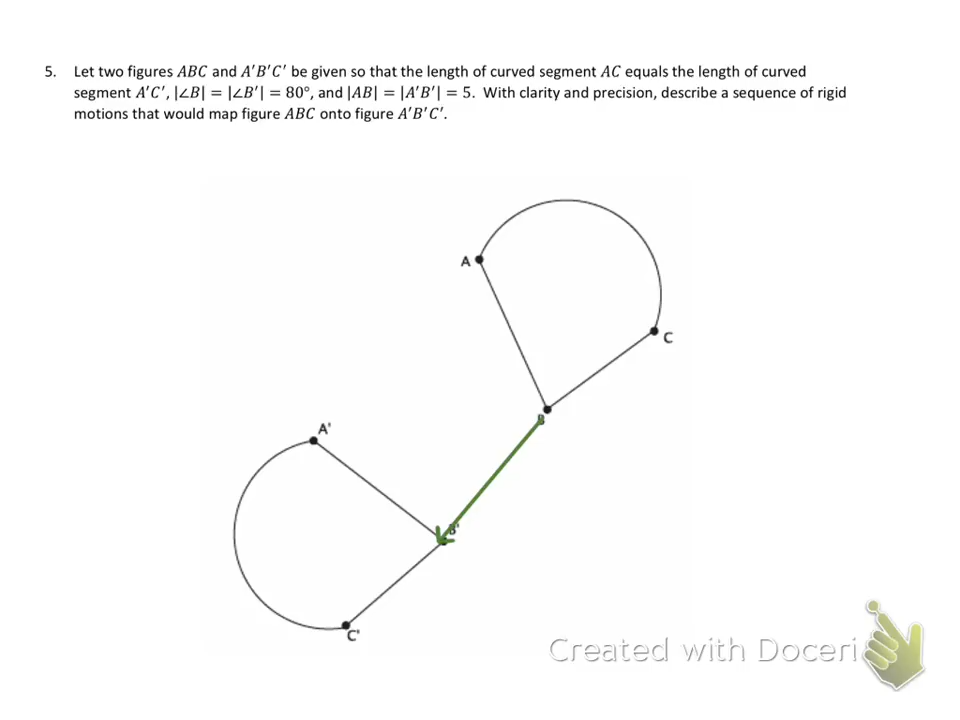 5. Let two figures ABC and A′B′C′ be given so that the length of curved segment AC equals the length of curved
segment A′C′, |∠B| = |∠B′| = 80°, and |AB| = |A′B′| = 5. With clarity and precision, describe a sequence of rigid
motions that would map figure ABC onto figure A′B′C′.
A
C
B
A'
B'
C'
Created with Doceri